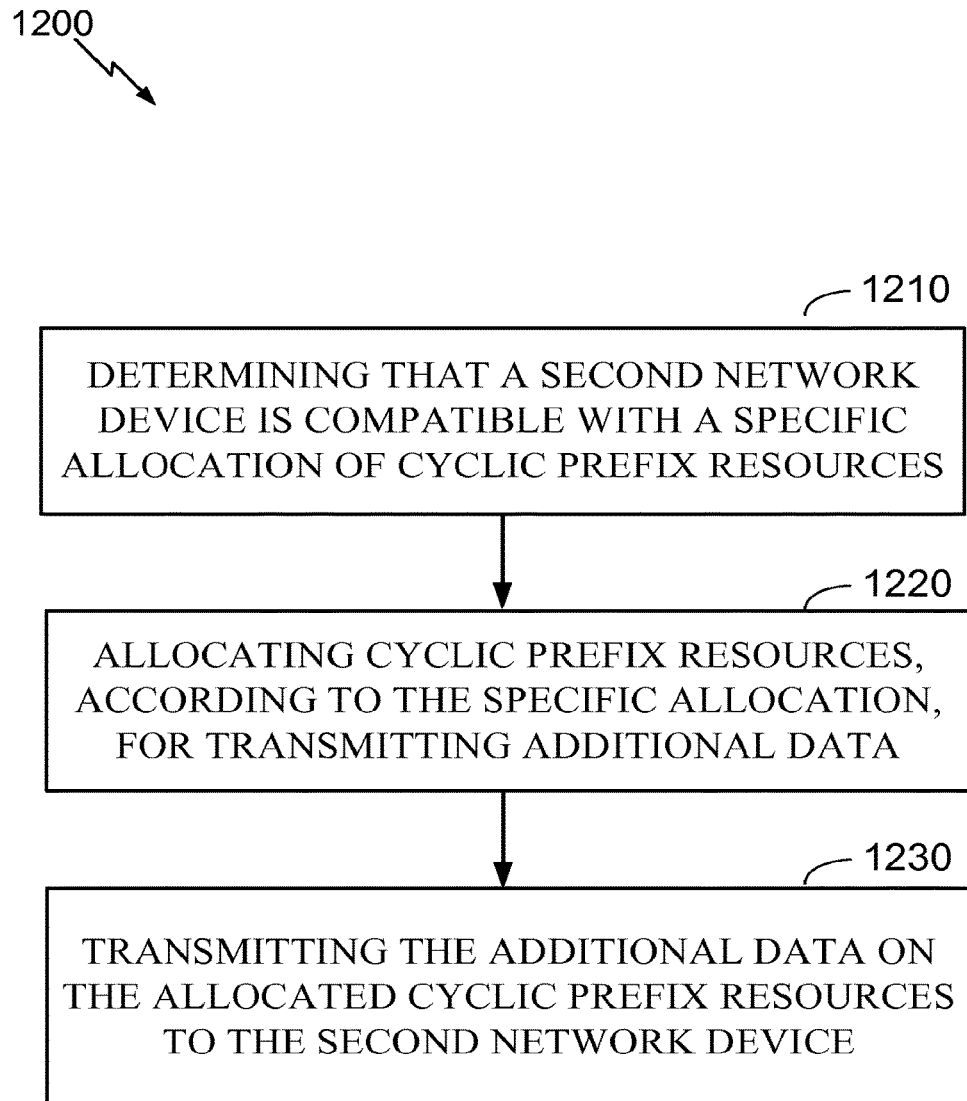 1200
1210
DETERMINING THAT A SECOND NETWORK
DEVICE IS COMPATIBLE WITH A SPECIFIC
ALLOCATION OF CYCLIC PREFIX RESOURCES
1220
ALLOCATING CYCLIC PREFIX RESOURCES,
ACCORDING TO THE SPECIFIC ALLOCATION,
FOR TRANSMITTING ADDITIONAL DATA
1230
TRANSMITTING THE ADDITIONAL DATA ON
THE ALLOCATED CYCLIC PREFIX RESOURCES
TO THE SECOND NETWORK DEVICE